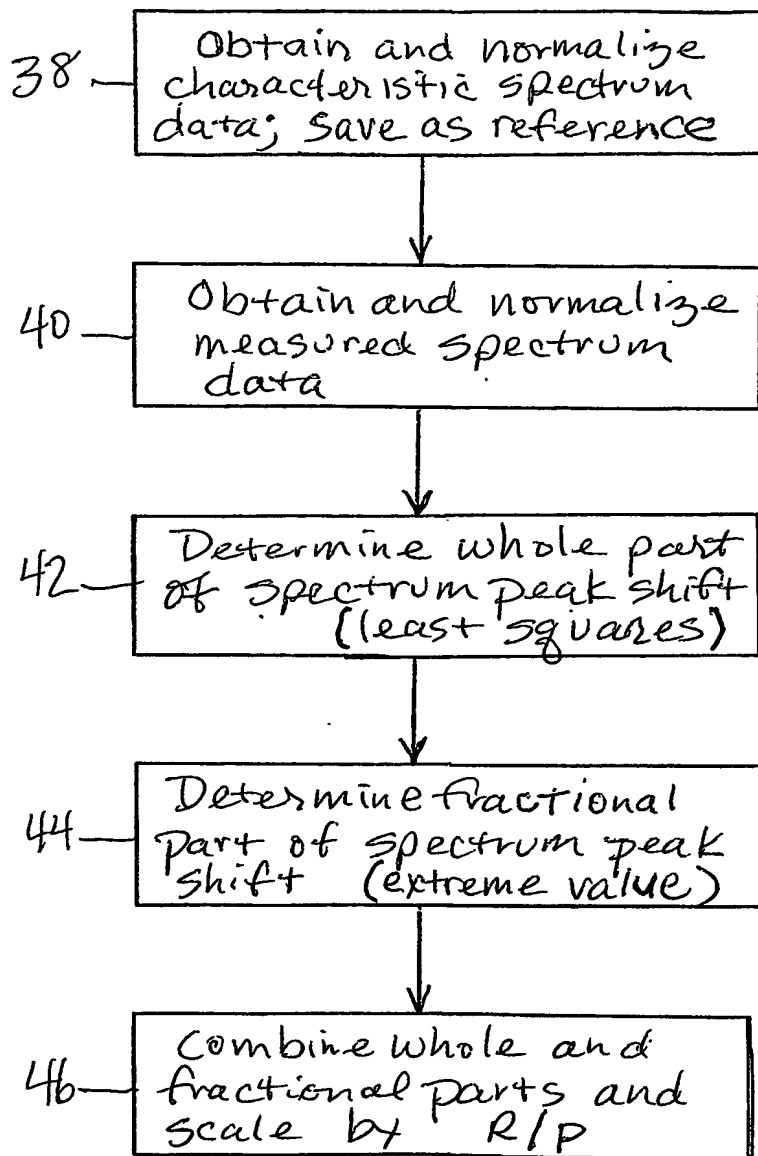 38
Obtain and normalize
characteristic spectrum
data; save as reference
40
Obtain and normalize
measured spectrum
data
42
Determine whole part
of spectrum peak shift
(least squares)
44
Determine fractional
part of spectrum peak
shift (extreme value)
46
Combine whole and
fractional parts and
scale by R/p